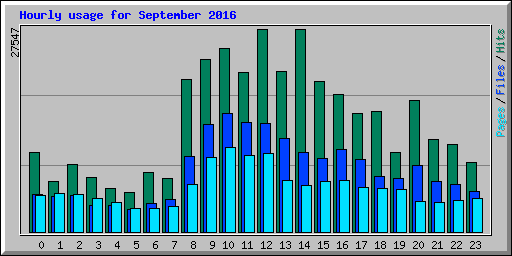 Hourly usage for September 2016
27547
Pages/Files/Hits
0 1 2 3 4 5 6 7 8 9 10 11 12 13 14 15 16 17 18 19 20 21 22 23